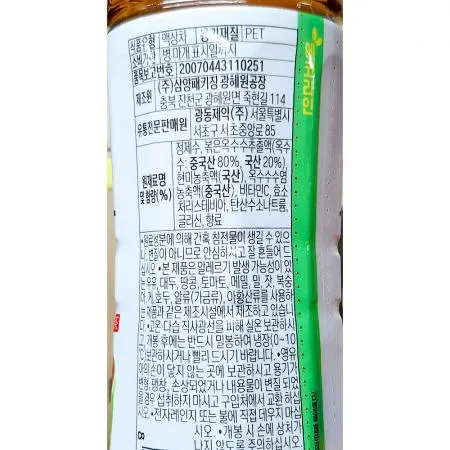 식품유형 액상차 용기재질 PET
소비기한 병 마개 표시일까지
품목보고번호 20070443110251
제조원 (주)삼양패키징 광혜원공장
충북 진천군 광혜원면 죽현길 114
유통전문판매원 광동제약(주) 서울특별시
서초구 서초중앙로 85
원재료명 및 함량(%)
정제수, 볶은옥수수추출액(옥수
수: 중국산 80%, 국산 20%),
현미농축액(국산), 옥수수수염
농축액(중국산), 비타민C, 효소
처리스테비아, 탄산수소나트륨,
글리신, 향료
•원료성분에 의해 간혹 침전물이 생길 수 있으
나, 변질이 아니므로 안심하시고 잘 흔들어 드
십시오. •본 제품은 알레르기 발생 가능성이 있
는 우유, 대두, 땅콩, 토마토, 메밀, 밀, 잣, 복숭
아, 게, 호두, 알류(가금류), 아황산류를 사용하
는 제품과 같은 제조시설에서 제조하고 있습니
다. •고온 다습 직사광선을 피해 실온 보관하시
고, 개봉 후에는 반드시 밀봉하여 냉장(0~10
℃)보관하시거나 빨리 드시기 바랍니다. •영유
아의 손이 닿지 않는 곳에 보관하시고 용기가
변형, 팽창, 손상되었거나 내용물이 변질 되었
을 경우 섭취하지 마시고 구입처에서 교환 하십
시오. •전자레인지 또는 불에 직접 데우지 마십
시오. •개봉 시 손에 상처가
나지 않도록 주의하십시오.
8